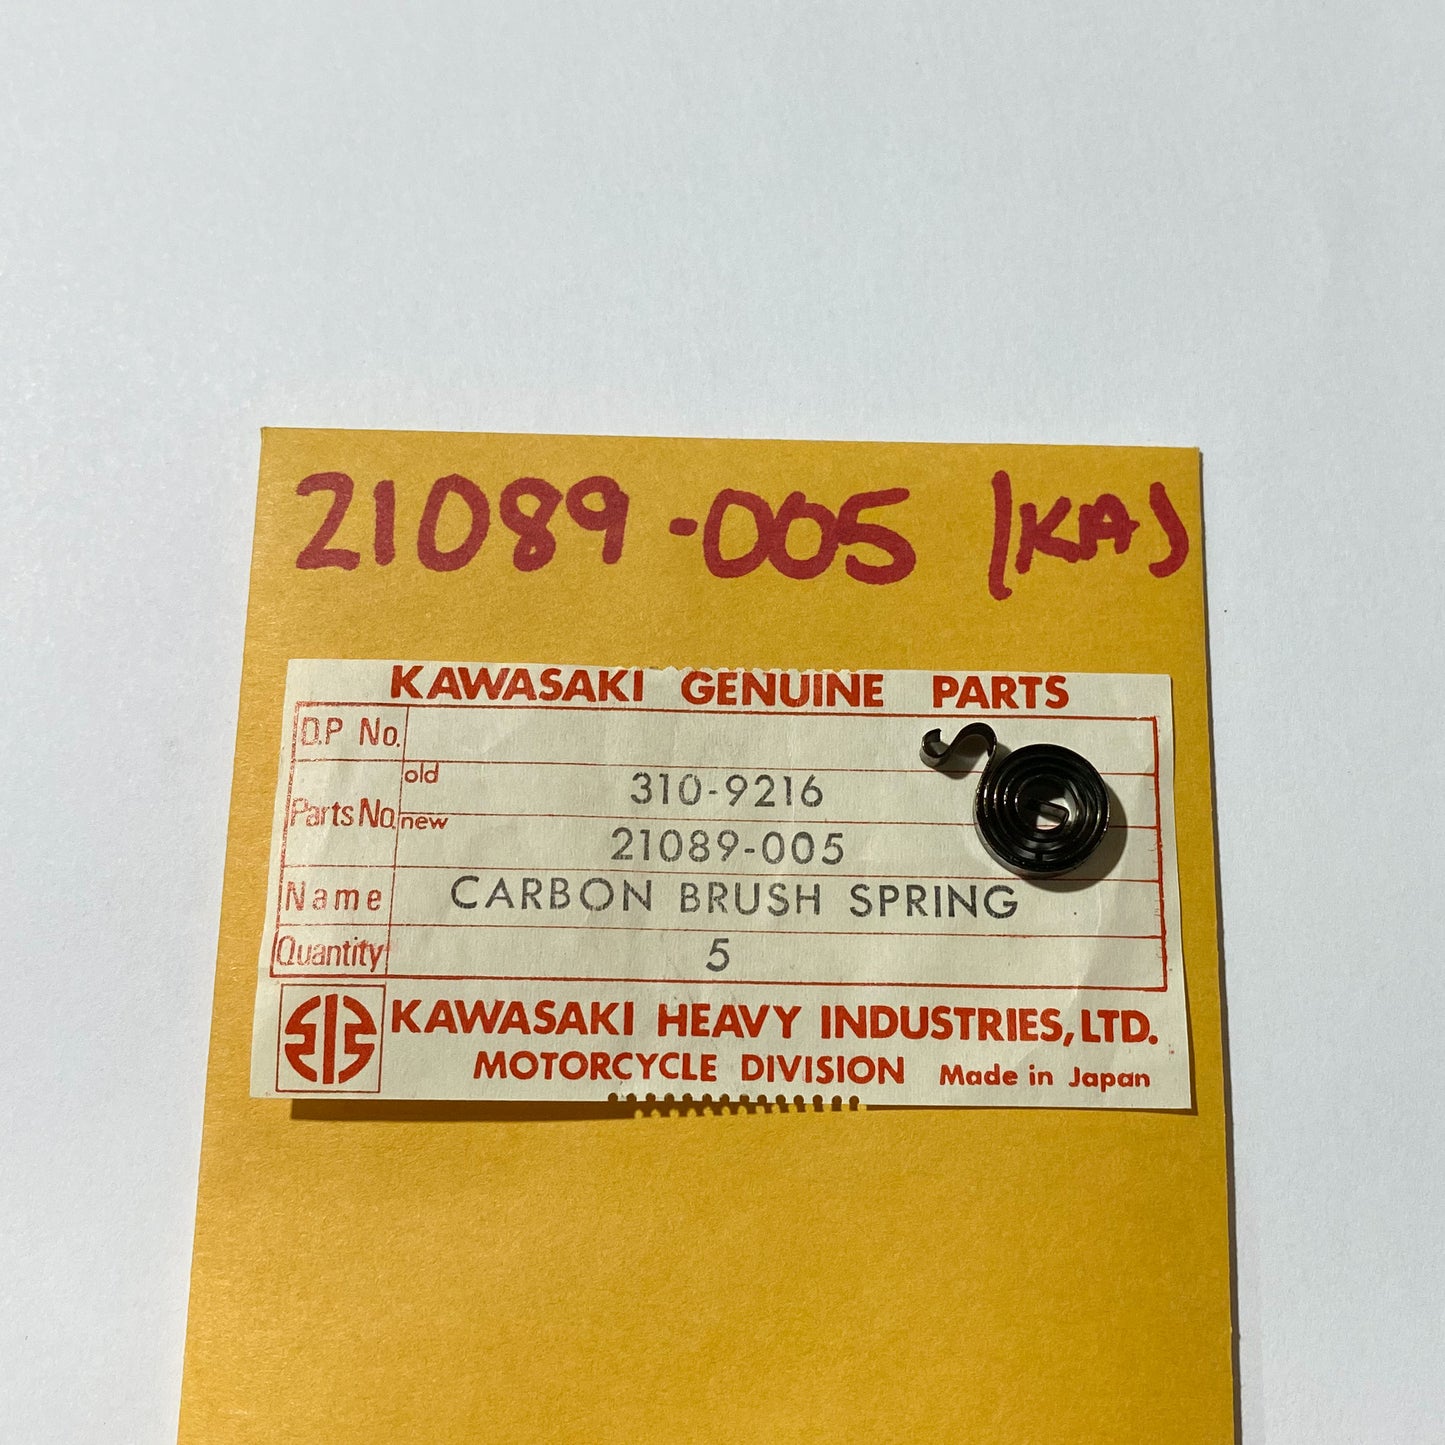 21089-005 (KA)
KAWASAKI GENUINE PARTS
D.P No.
Parts No. old 310-9216
new 21089-005
Name CARBON BRUSH SPRING
Quantity 5
KAWASAKI HEAVY INDUSTRIES, LTD.
MOTORCYCLE DIVISION Made in Japan